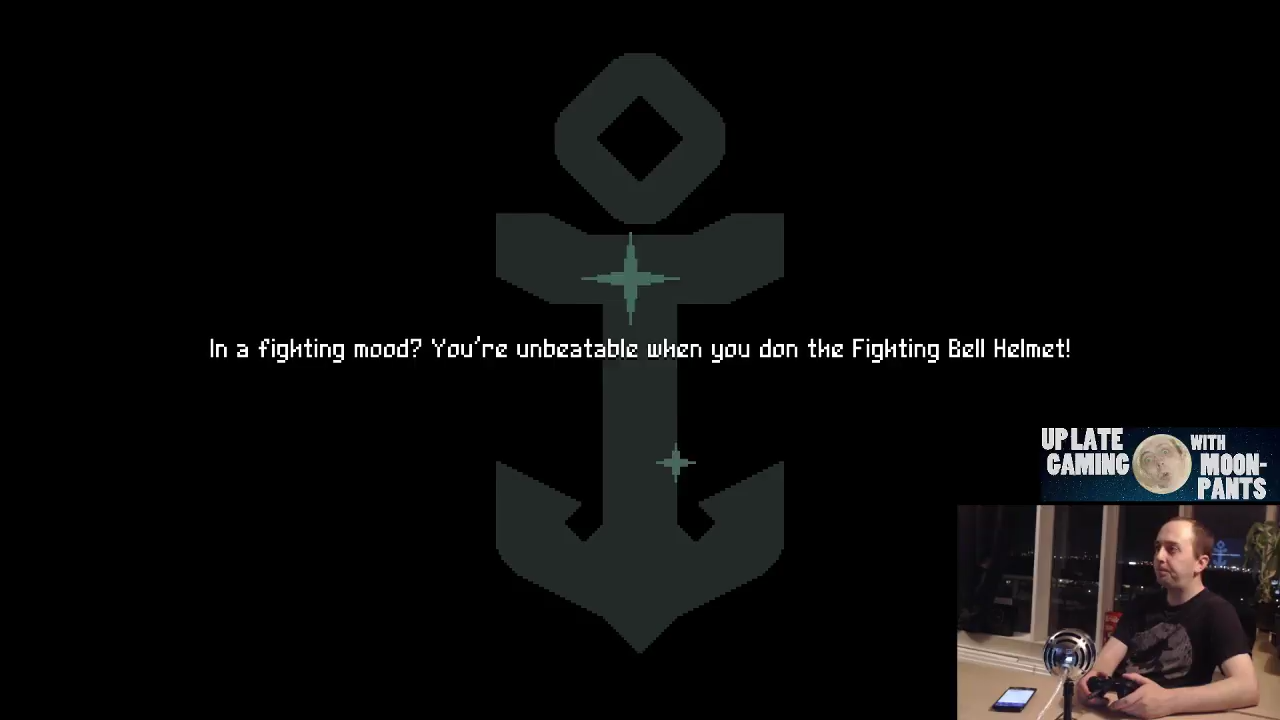 In a fighting mood? You're unbeatable when you don the Fighting Bell Helmet!
UP LATE
GAMING
WITH
MOON-
PANTS